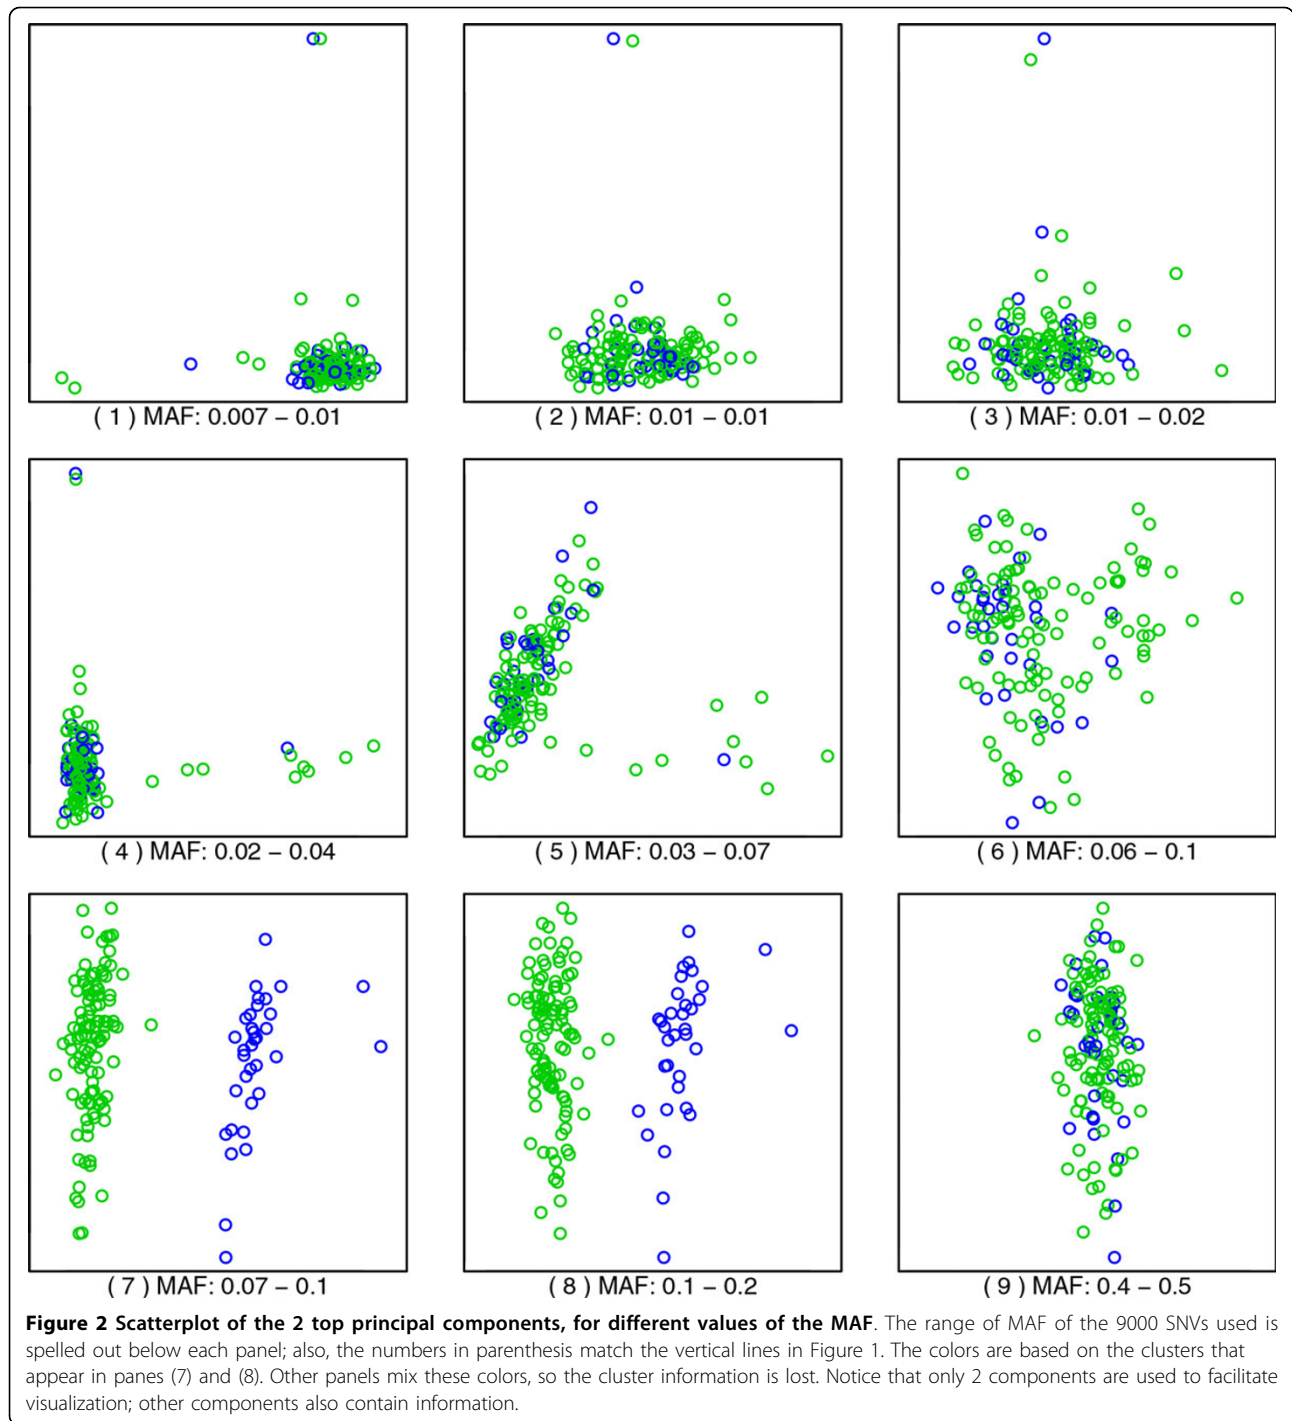 ( 1 ) MAF: 0.007 – 0.01
( 2 ) MAF: 0.01 – 0.01
( 3 ) MAF: 0.01 – 0.02
( 4 ) MAF: 0.02 – 0.04
( 5 ) MAF: 0.03 – 0.07
( 6 ) MAF: 0.06 – 0.1
( 7 ) MAF: 0.07 – 0.1
( 8 ) MAF: 0.1 – 0.2
( 9 ) MAF: 0.4 – 0.5
Figure 2 Scatterplot of the 2 top principal components, for different values of the MAF. The range of MAF of the 9000 SNVs used is
spelled out below each panel; also, the numbers in parenthesis match the vertical lines in Figure 1. The colors are based on the clusters that
appear in panes (7) and (8). Other panels mix these colors, so the cluster information is lost. Notice that only 2 components are used to facilitate
visualization; other components also contain information.